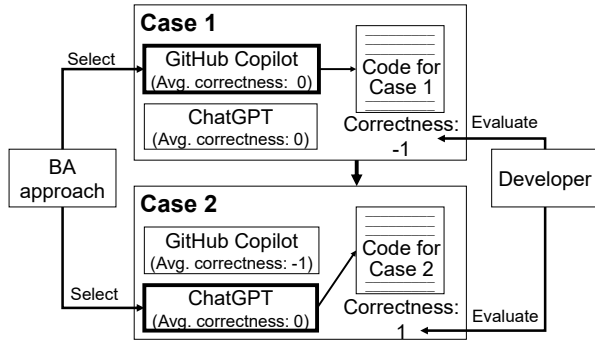 Case 1
Select
GitHub Copilot
(Avg. correctness:  0)
Code for
Case 1
ChatGPT
(Avg. correctness: 0)
Correctness:
-1
Evaluate
BA
approach
Developer
Case 2
GitHub Copilot
(Avg. correctness: -1)
Code for
Case 2
Select
ChatGPT
(Avg. correctness: 0)
Correctness:
1
Evaluate